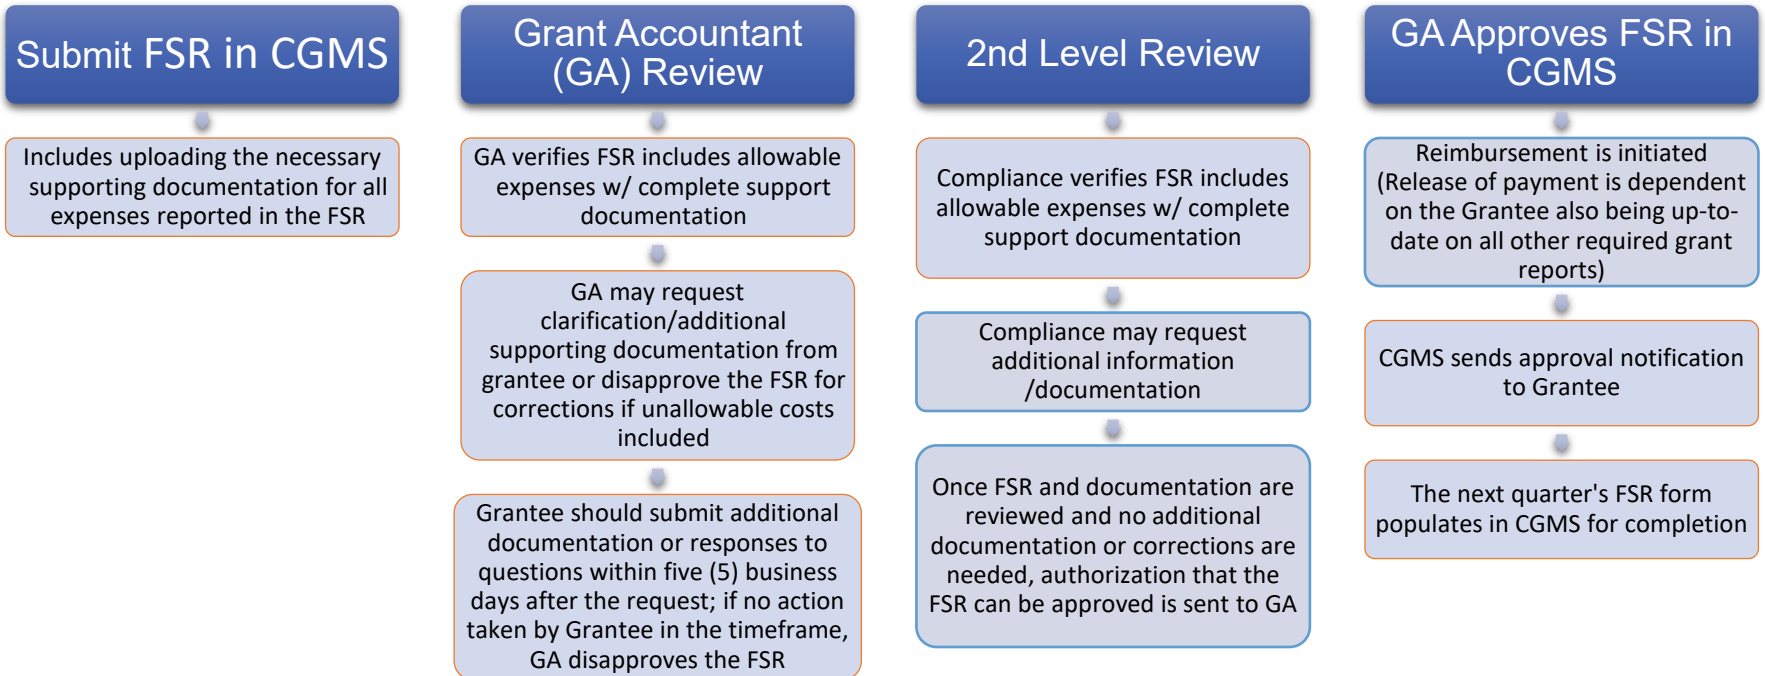 Submit FSR in CGMS
Includes uploading the necessary
supporting documentation for all
expenses reported in the FSR
Grant Accountant
(GA) Review
GA verifies FSR includes allowable
expenses w/ complete support
documentation
GA may request
clarification/additional
supporting documentation from
grantee or disapprove the FSR for
corrections if unallowable costs
included
Grantee should submit additional
documentation or responses to
questions within five (5) business
days after the request; if no action
taken by Grantee in the timeframe,
GA disapproves the FSR
2nd Level Review
Compliance verifies FSR includes
allowable expenses w/ complete
support documentation
Compliance may request
additional information
/documentation
Once FSR and documentation are
reviewed and no additional
documentation or corrections are
needed, authorization that the
FSR can be approved is sent to GA
GA Approves FSR in
CGMS
Reimbursement is initiated
(Release of payment is dependent
on the Grantee also being up-to-
date on all other required grant
reports)
CGMS sends approval notification
to Grantee
The next quarter's FSR form
populates in CGMS for completion